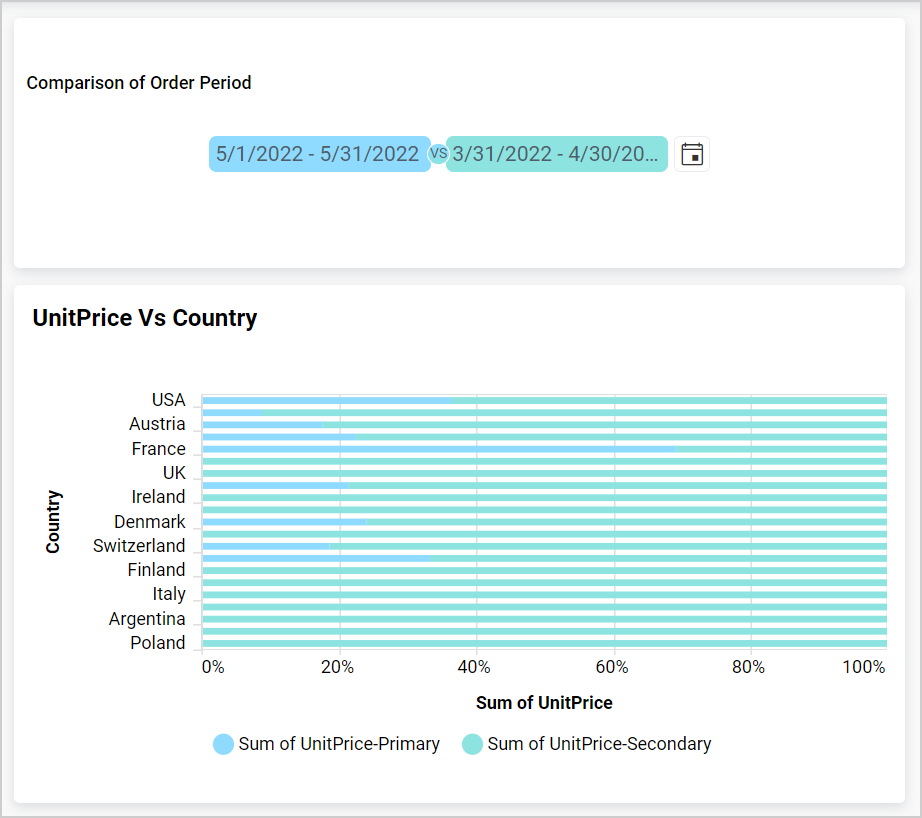 Comparison of Order Period
5/1/2022 - 5/31/2022 VS 3/31/2022 - 4/30/20...
UnitPrice Vs Country
USA
Austria
France
UK
Ireland
Denmark
Switzerland
Finland
Italy
Argentina
Poland
Country
0% 20% 40% 60% 80% 100%
Sum of UnitPrice
Sum of UnitPrice-Primary Sum of UnitPrice-Secondary